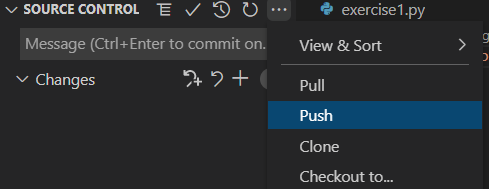 SOURCE CONTROL
exercise1.py
Message (Ctrl+Enter to commit on...
View & Sort
Changes
Pull
Push
Clone
Checkout to...